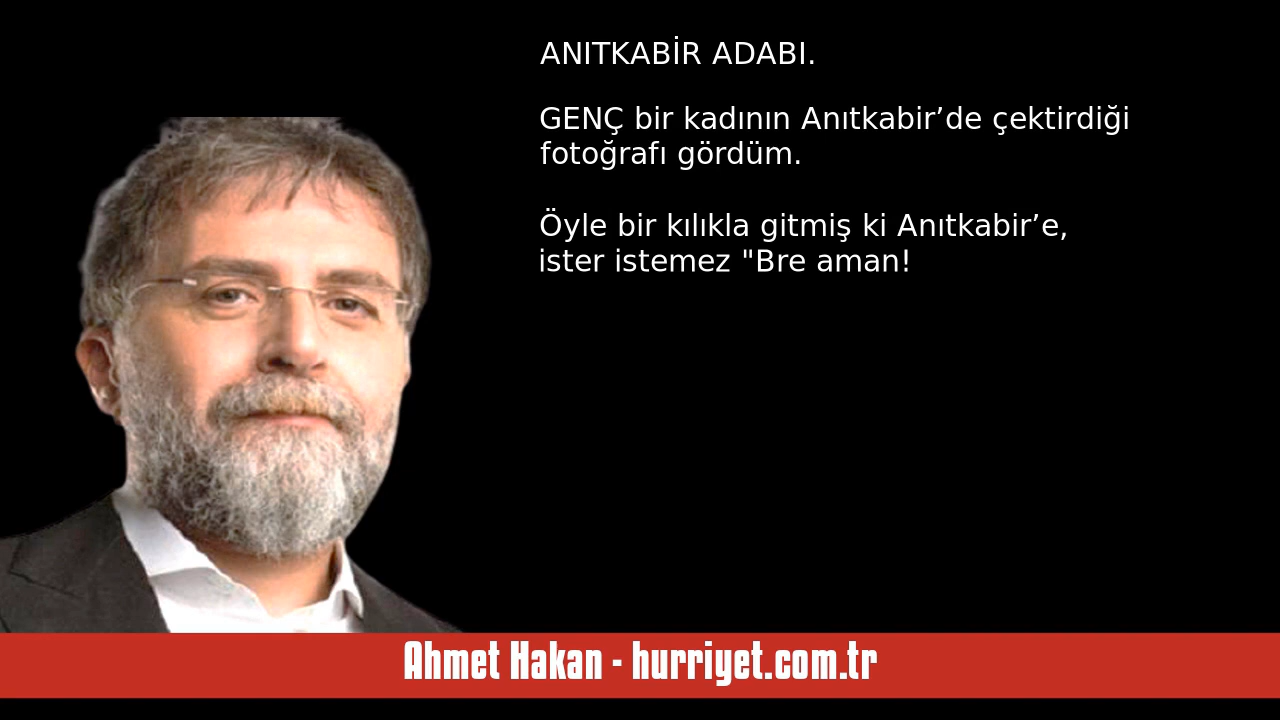 ANITKABİR ADABI.
GENÇ bir kadının Anıtkabir’de çektirdiği
fotoğrafı gördüm.
Öyle bir kılıkla gitmiş ki Anıtkabir’e,
ister istemez "Bre aman!
Ahmet Hakan - hurriyet.com.tr